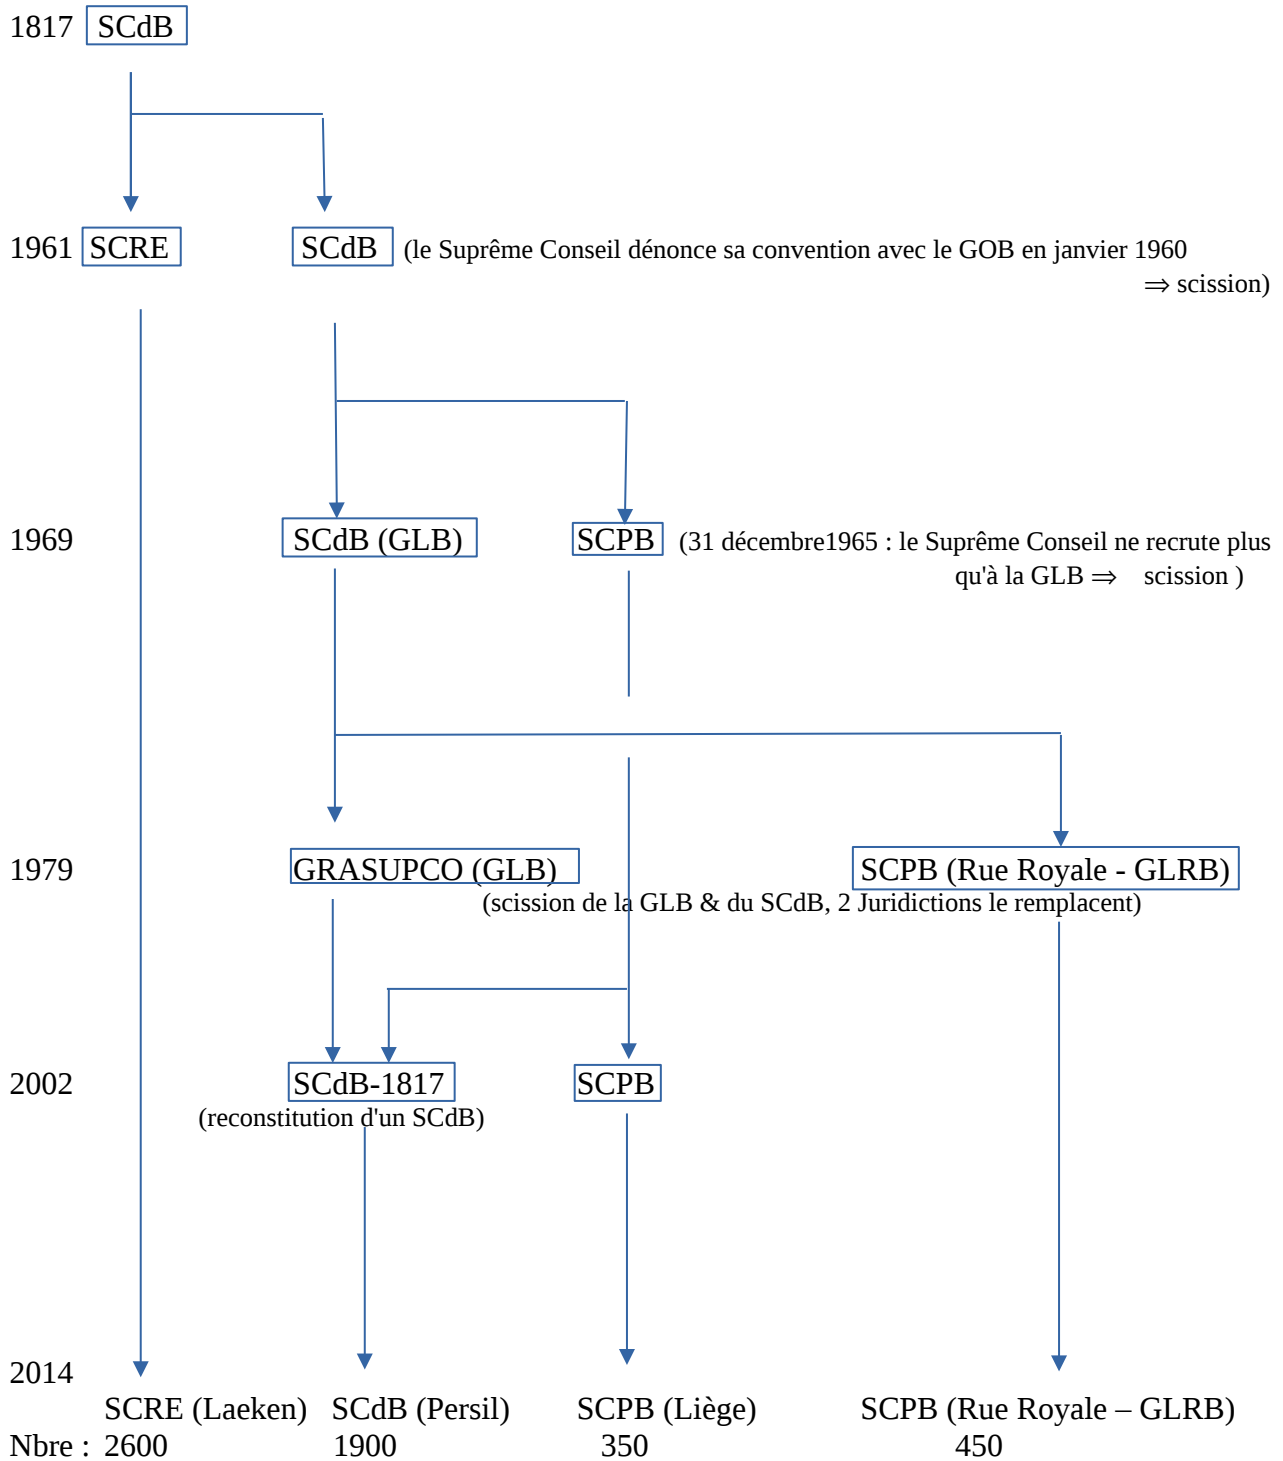 1817 SCdB
1961 SCRE SCdB (le Suprême Conseil dénonce sa convention avec le GOB en janvier 1960
⇒ scission)
1969 SCdB (GLB) SCPB (31 décembre1965 : le Suprême Conseil ne recrute plus
qu'à la GLB ⇒ scission )
1979 GRASUPCO (GLB) SCPB (Rue Royale - GLRB)
(scission de la GLB & du SCdB, 2 Juridictions le remplacent)
2002 SCdB-1817 SCPB
(reconstitution d'un SCdB)
2014
SCRE (Laeken) SCdB (Persil) SCPB (Liège) SCPB (Rue Royale – GLRB)
Nbre : 2600 1900 350 450